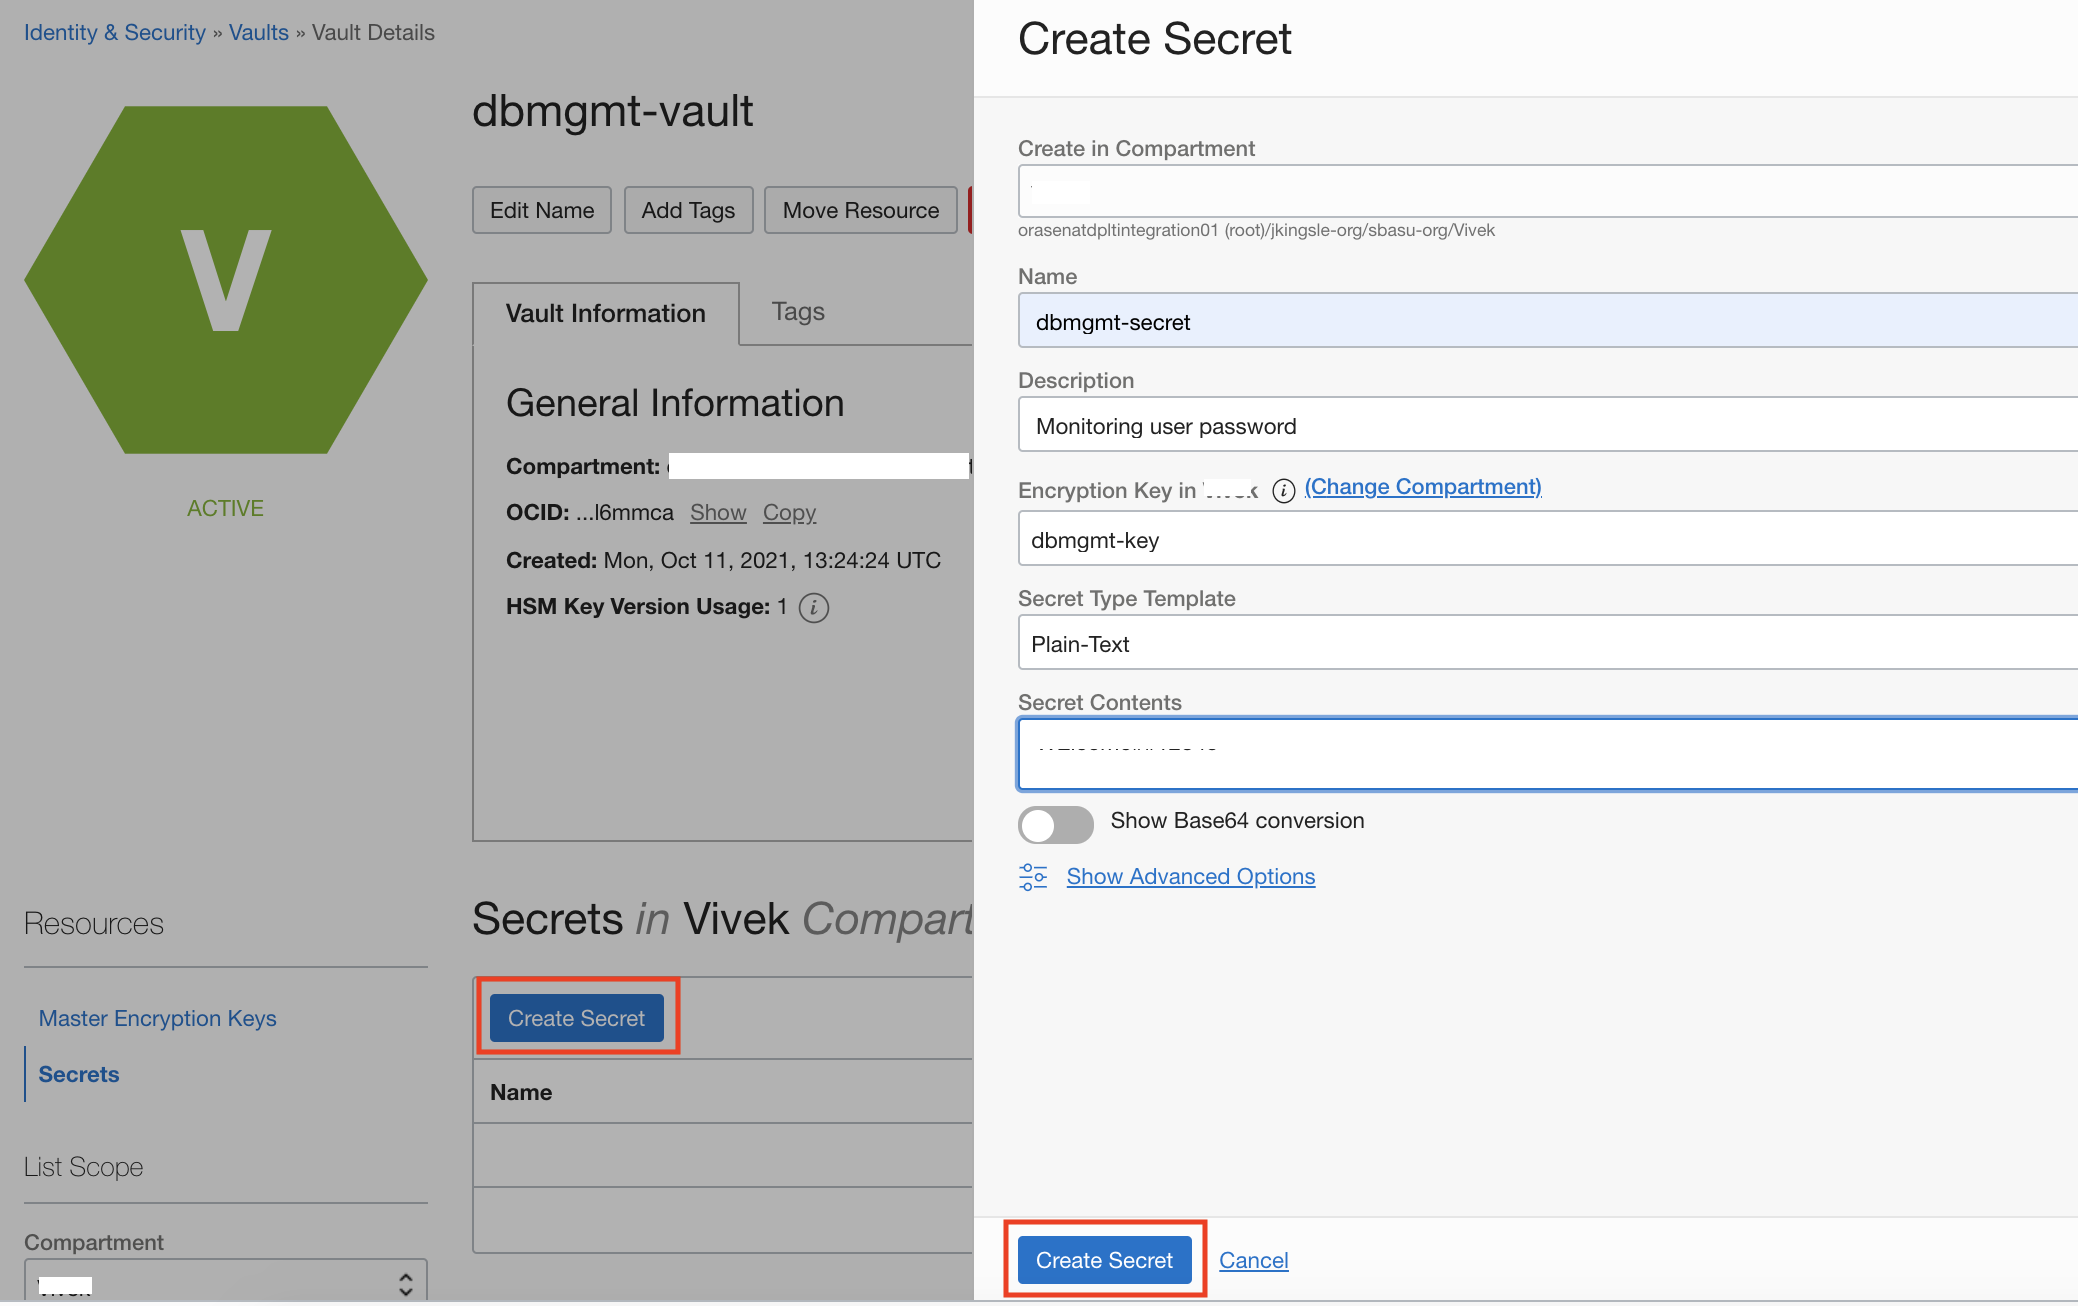 Identity & Security » Vaults » Vault Details
V
ACTIVE
dbmgmt-vault
Edit Name
Add Tags
Move Resource
Vault Information
Tags
General Information
Compartment:
OCID: ...l6mmca Show Copy
Created: Mon, Oct 11, 2021, 13:24:24 UTC
HSM Key Version Usage: 1
Resources
Master Encryption Keys
Secrets
List Scope
Compartment
Secrets in Vivek Compart
Create Secret
Name
Create Secret
Create in Compartment
orasenatdpltintegration01 (root)/jkingsle-org/sbasu-org/Vivek
Name
dbmgmt-secret
Description
Monitoring user password
Encryption Key in (Change Compartment)
dbmgmt-key
Secret Type Template
Plain-Text
Secret Contents
Show Base64 conversion
Show Advanced Options
Create Secret
Cancel